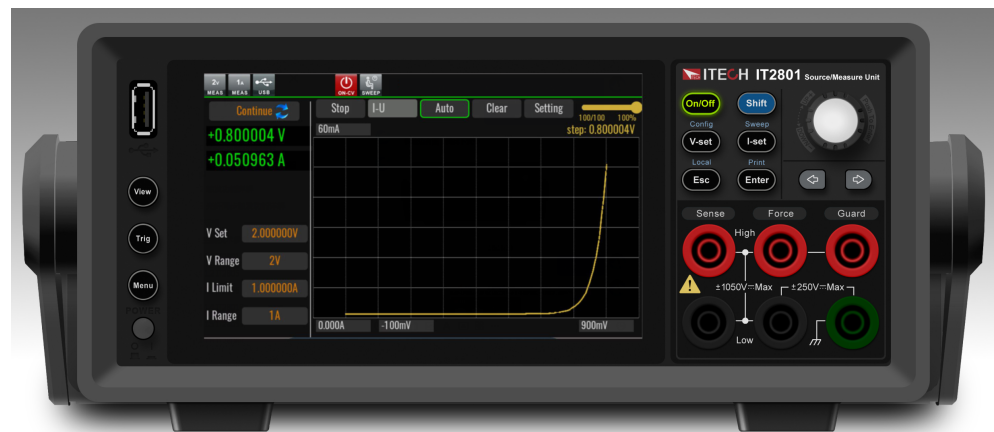 2v 1A
MEAS MEAS USB ON-CV SWEEP
Continue
+0.800004 V
+0.050963 A
V Set 2.000000V
V Range 2V
I Limit 1.000000A
I Range 1A
Stop I-U Auto Clear Setting
100/100 100%
60mA step: 0.800004V
0.000A -100mV 900mV
View
Trig
Menu
POWER
ITECH IT2801 Source/Measure Unit
On/Off Shift
Config Sweep
V-set I-set
Local Print
Esc Enter
Sense Force Guard
High
±1050V⎓Max ±250V⎓Max
Low